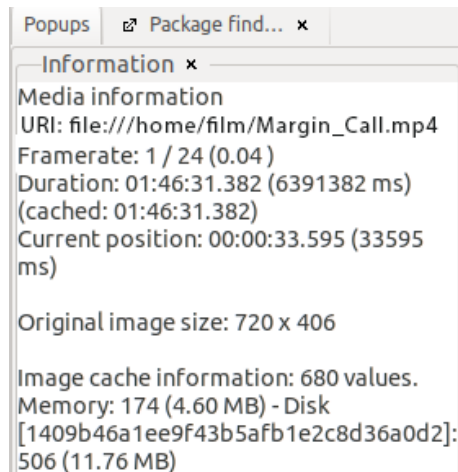 Popups Package find... ×
Information ×
Media information
URI: file:///home/film/Margin_Call.mp4
Framerate: 1 / 24 (0.04 )
Duration: 01:46:31.382 (6391382 ms)
(cached: 01:46:31.382)
Current position: 00:00:33.595 (33595
ms)
Original image size: 720 x 406
Image cache information: 680 values.
Memory: 174 (4.60 MB) - Disk
[1409b46a1ee9f43b5afb1e2c8d36a0d2]:
506 (11.76 MB)